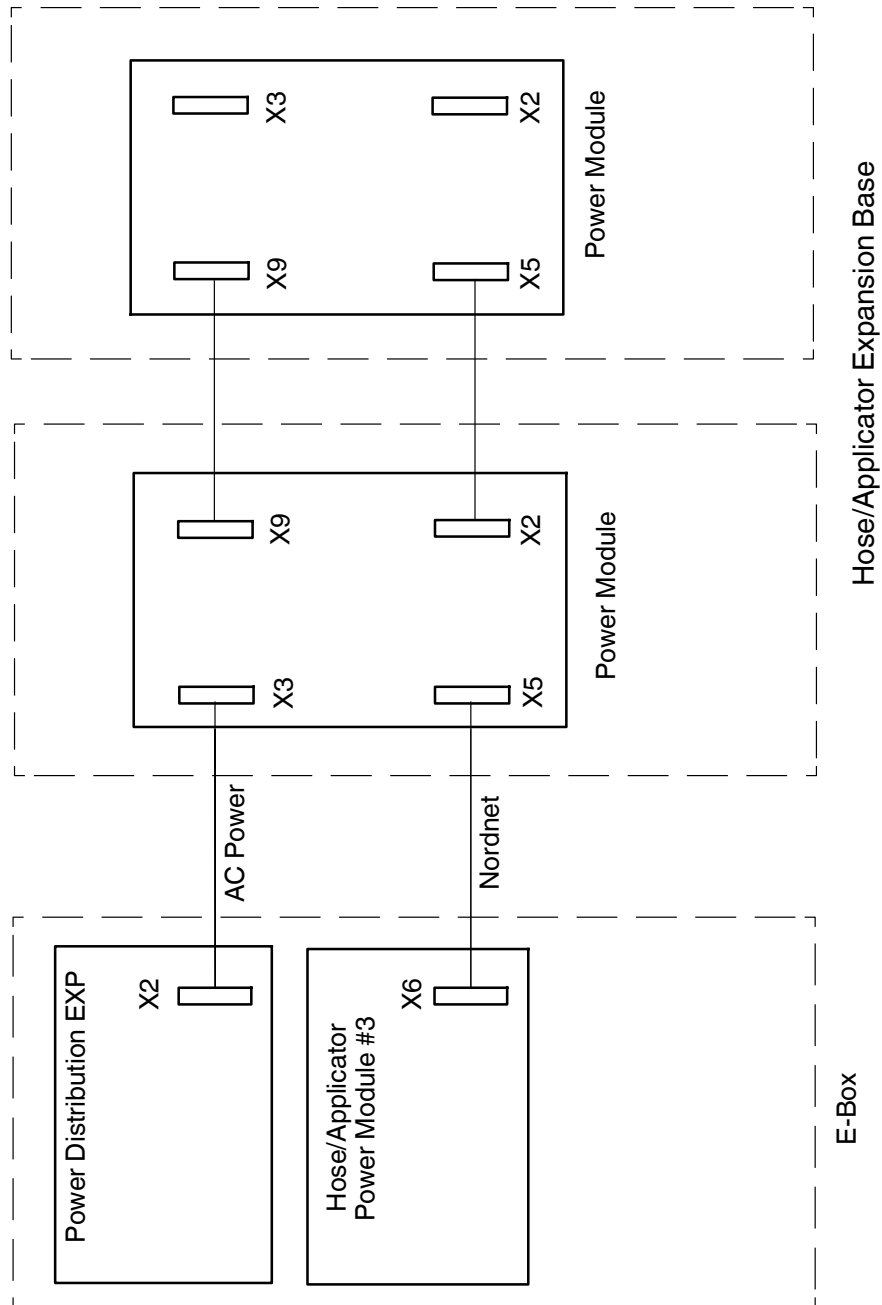 Power Distribution EXP
X2
AC Power
X3
X9
X9
X3
Hose/Applicator
Power Module #3
X6
Nordnet
X5
X2
X5
X2
Power Module
Power Module
E-Box
Hose/Applicator Expansion Base